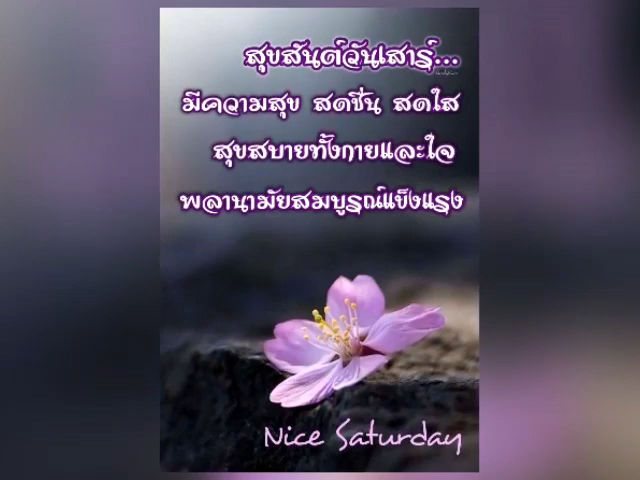 สุขสันต์วันเสาร์...
มีความสุข สดชื่น สดใส
สุขสบายทั้งกายและใจ
พลานามัยสมบูรณ์แข็งแรง
Nice Saturday